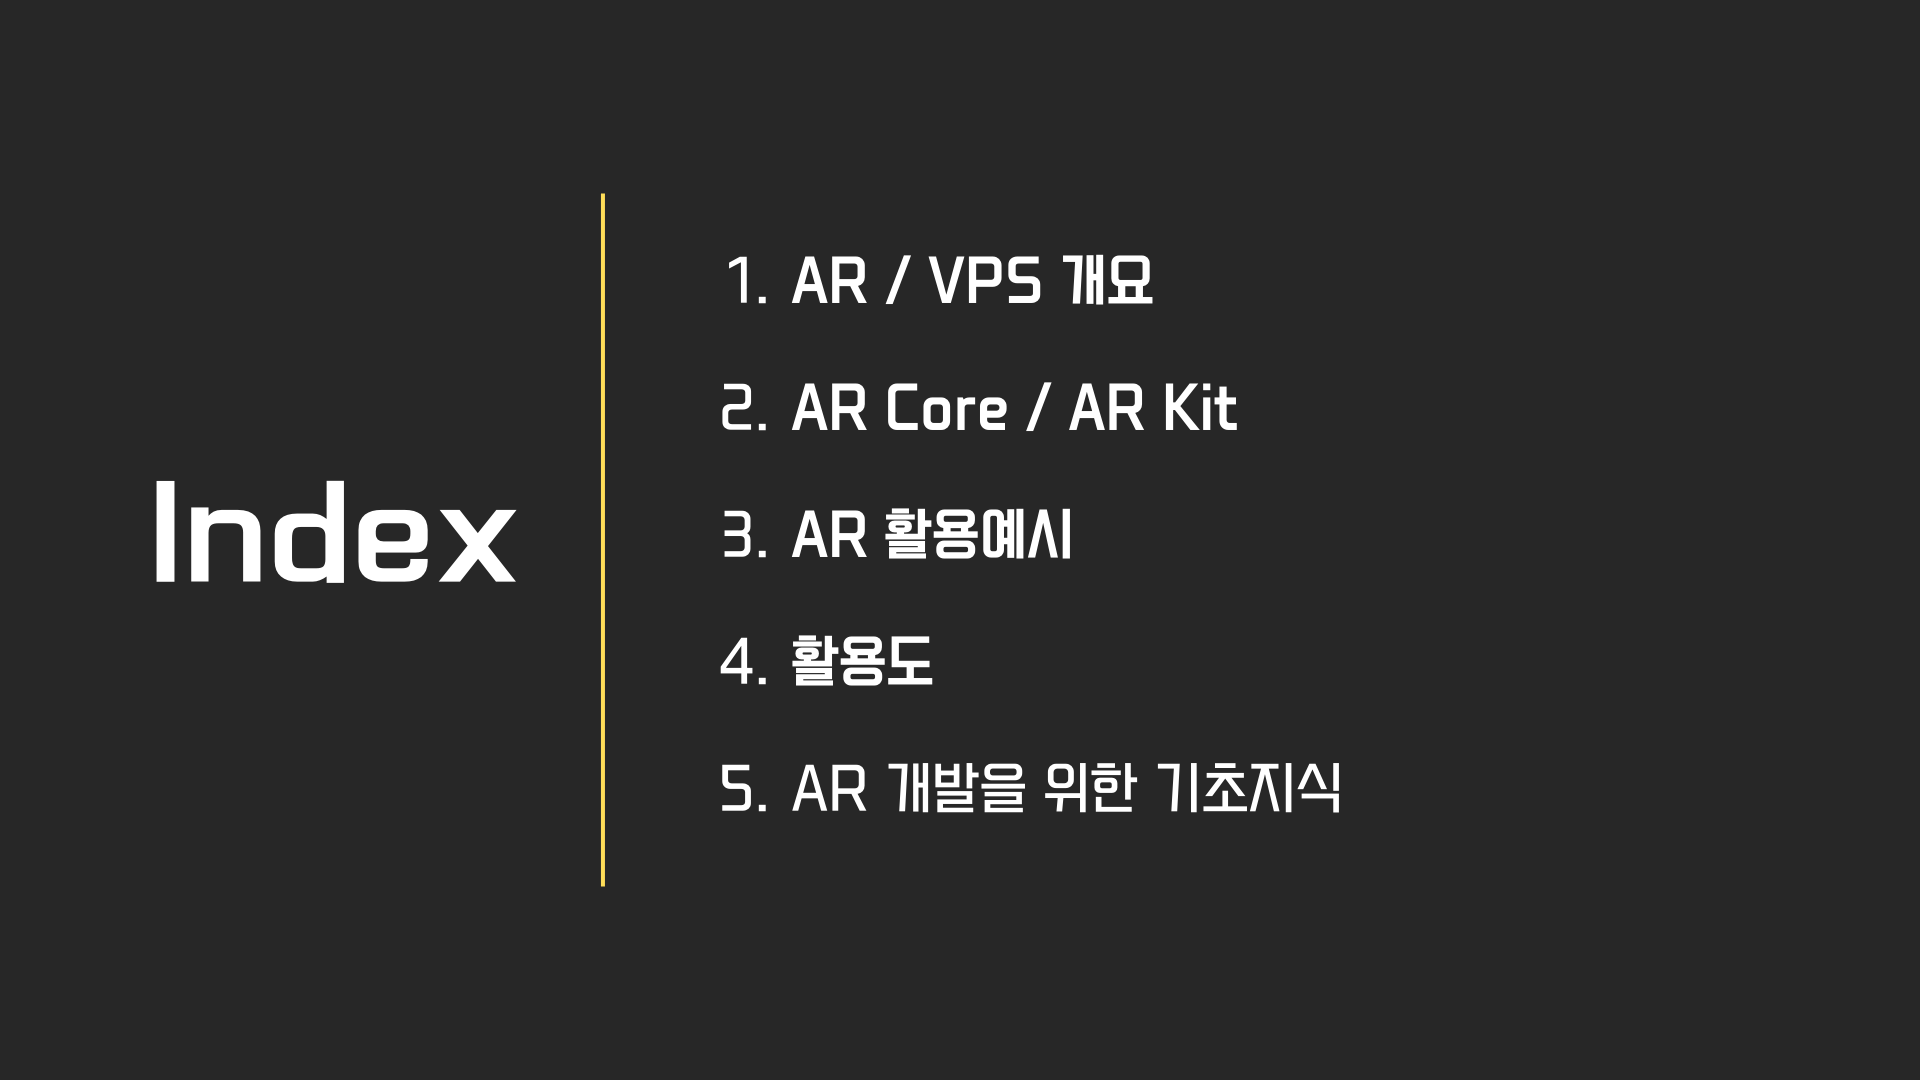 Index
1. AR / VPS 개요
2. AR Core / AR Kit
3. AR 활용예시
4. 활용도
5. AR 개발을 위한 기초지식